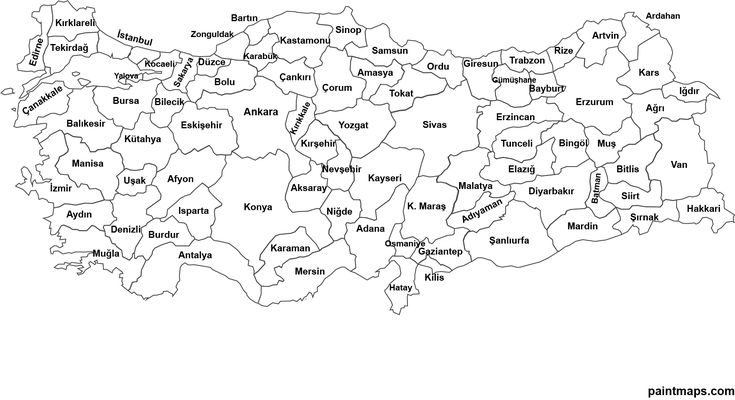 Ardahan
Bartın
Kırklareli
Sinop
Zonguldak
İstanbul
Artvin
Kastamonu
Edirne
Tekirdağ
Samsun
Rize
Karabük
Trabzon
Kocaeli
Düzce
Ordu
Giresun
Sakarya
Yalova
Bolu
Çankırı
Amasya
Kars
Gümüşhane
Çorum
Bayburt
Iğdır
Tokat
Çanakkale
Bursa
Bilecik
Erzurum
Ağrı
Ankara
Kırıkkale
Erzincan
Balıkesir
Eskişehir
Yozgat
Sivas
Kütahya
Kırşehir
Tunceli
Bingöl
Muş
Manisa
Van
Nevşehir
Elazığ
Bitlis
Uşak
Afyon
Kayseri
İzmir
Aksaray
Malatya
Diyarbakır
Batman
Siirt
Konya
K. Maraş
Adıyaman
Isparta
Niğde
Hakkari
Aydın
Şırnak
Denizli
Burdur
Adana
Mardin
Osmaniye
Şanlıurfa
Karaman
Gaziantep
Muğla
Antalya
Mersin
Kilis
Hatay
paintmaps.com